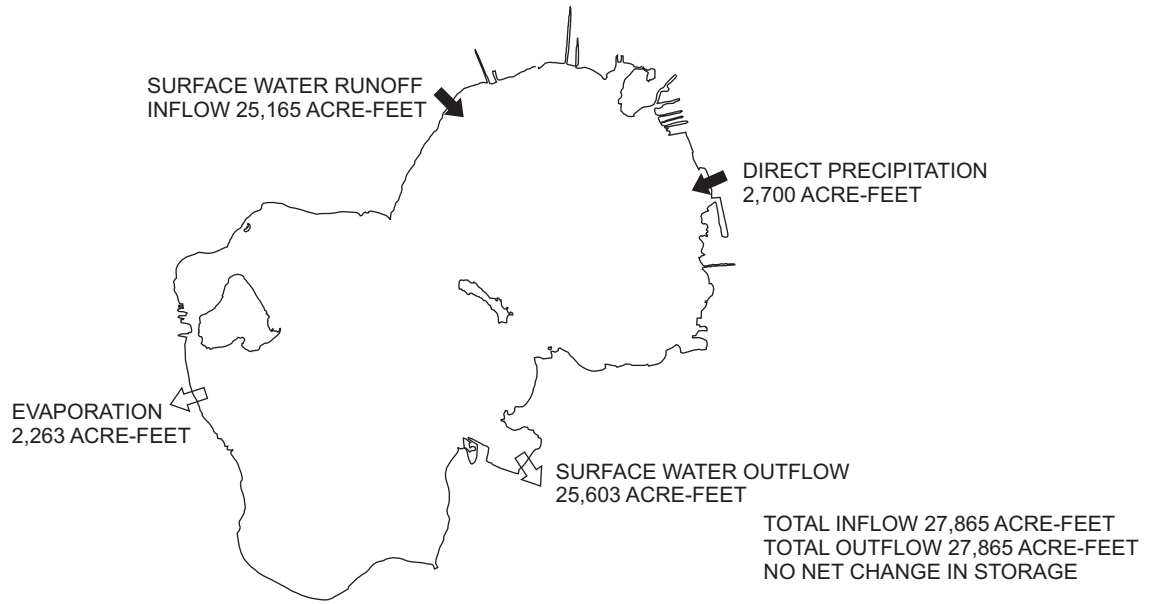 SURFACE WATER RUNOFF
INFLOW 25,165 ACRE-FEET
DIRECT PRECIPITATION
2,700 ACRE-FEET
EVAPORATION
2,263 ACRE-FEET
SURFACE WATER OUTFLOW
25,603 ACRE-FEET
TOTAL INFLOW 27,865 ACRE-FEET
TOTAL OUTFLOW 27,865 ACRE-FEET
NO NET CHANGE IN STORAGE